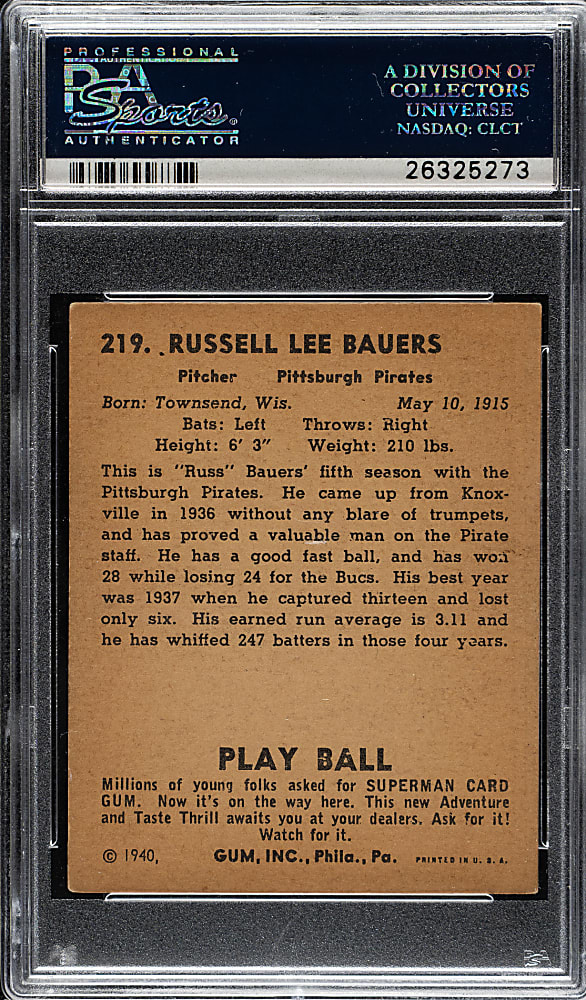 PROFESSIONAL
AUTHENTICATOR
PSA
Sports®
AUTHENTICATOR
A DIVISION OF
COLLECTORS
UNIVERSE
NASDAQ: CLCT
26325273
219. RUSSELL LEE BAUERS
Pitcher Pittsburgh Pirates
Born: Townsend, Wis. May 10, 1915
Bats: Left Throws: Right
Height: 6' 3" Weight: 210 lbs.
This is "Russ" Bauers' fifth season with the
Pittsburgh Pirates. He came up from Knox-
ville in 1936 without any blare of trumpets,
and has proved a valuable man on the Pirate
staff. He has a good fast ball, and has won
28 while losing 24 for the Bucs. His best year
was 1937 when he captured thirteen and lost
only six. His earned run average is 3.11 and
he has whiffed 247 batters in those four years.
PLAY BALL
Millions of young folks asked for SUPERMAN CARD
GUM. Now it's on the way here. This new Adventure
and Taste Thrill awaits you at your dealers. Ask for it!
Watch for it.
© 1940, GUM, INC., Phila., Pa. PRINTED IN U. S. A.
PSA